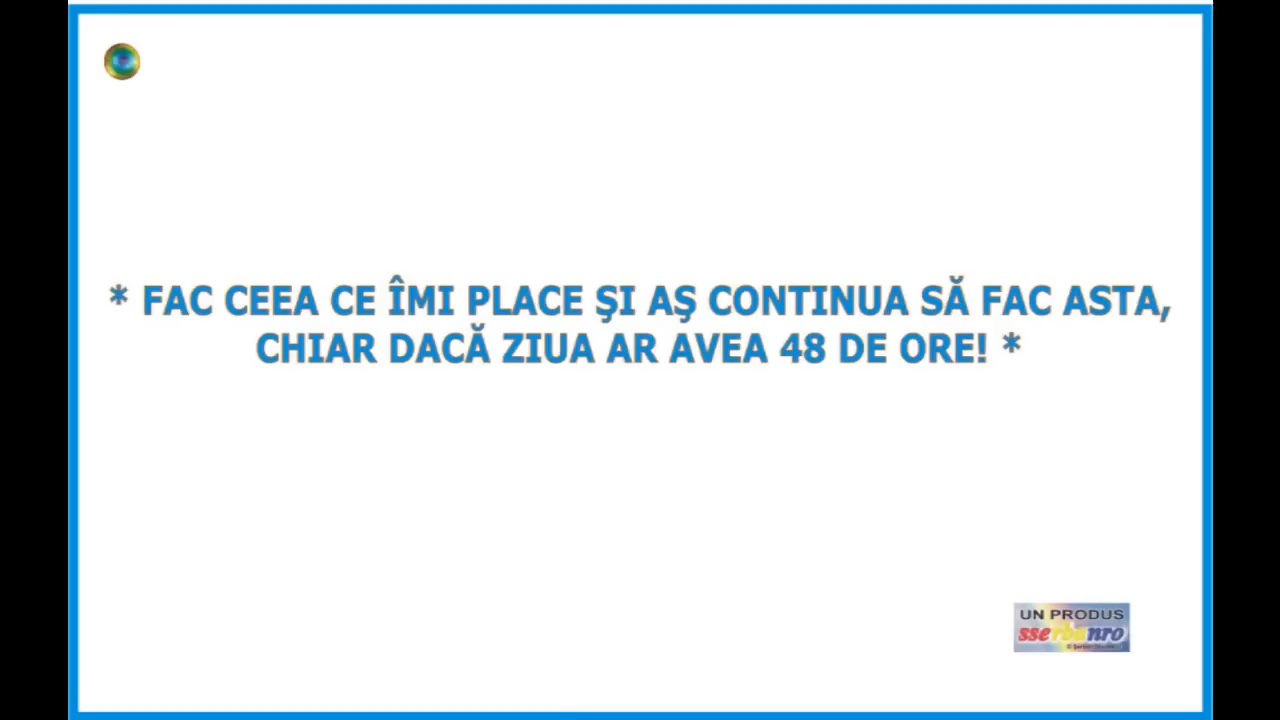 * FAC CEEA CE ÎMI PLACE ŞI AŞ CONTINUA SĂ FAC ASTA,
CHIAR DACĂ ZIUA AR AVEA 48 DE ORE! *
UN PRODUS
sserbanro